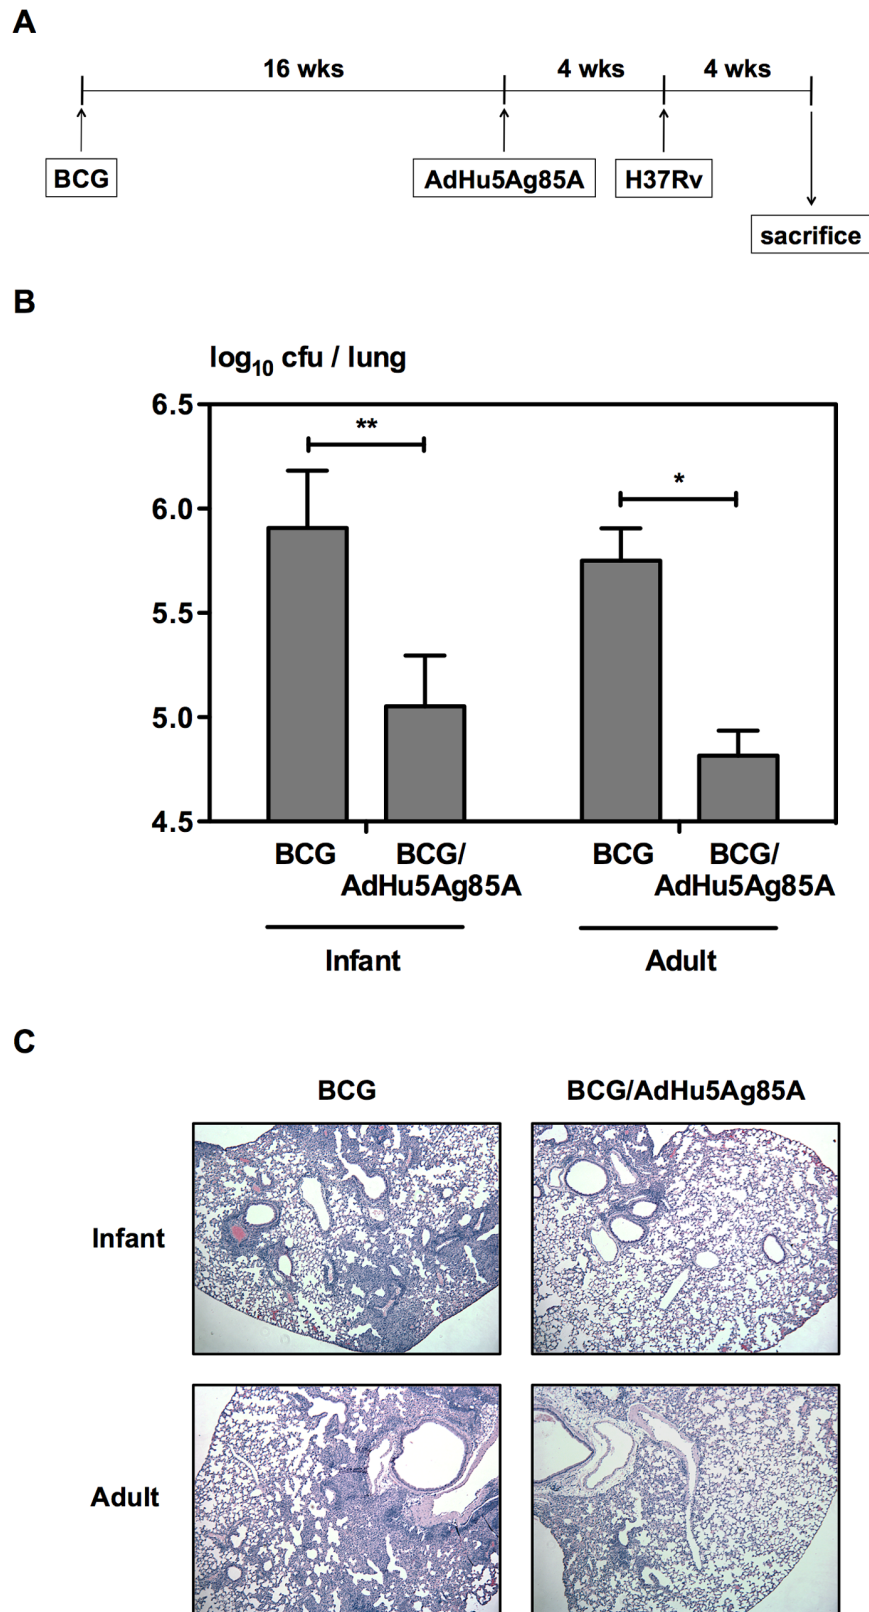 A
16 wks 4 wks 4 wks
BCG AdHu5Ag85A H37Rv
sacrifice
B
log10 cfu / lung
6.5
**
6.0
*
5.5
5.0
4.5
BCG BCG/ BCG BCG/
AdHu5Ag85A AdHu5Ag85A
Infant Adult
C
BCG BCG/AdHu5Ag85A
Infant
Adult